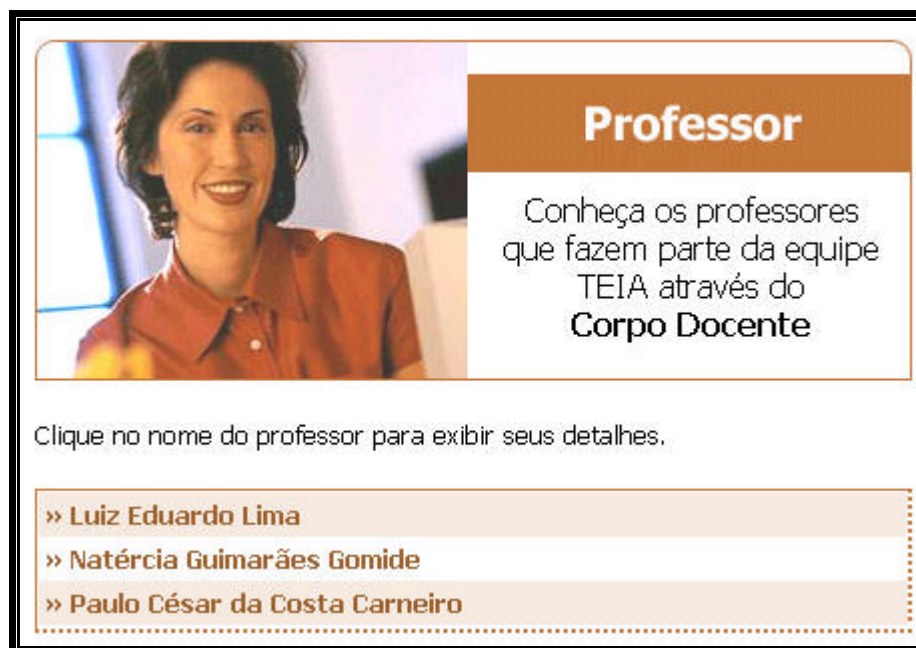 Professor
Conheça os professores
que fazem parte da equipe
TEIA através do
Corpo Docente
Clique no nome do professor para exibir seus detalhes.
›› Luiz Eduardo Lima
›› Natércia Guimarães Gomide
›› Paulo César da Costa Carneiro